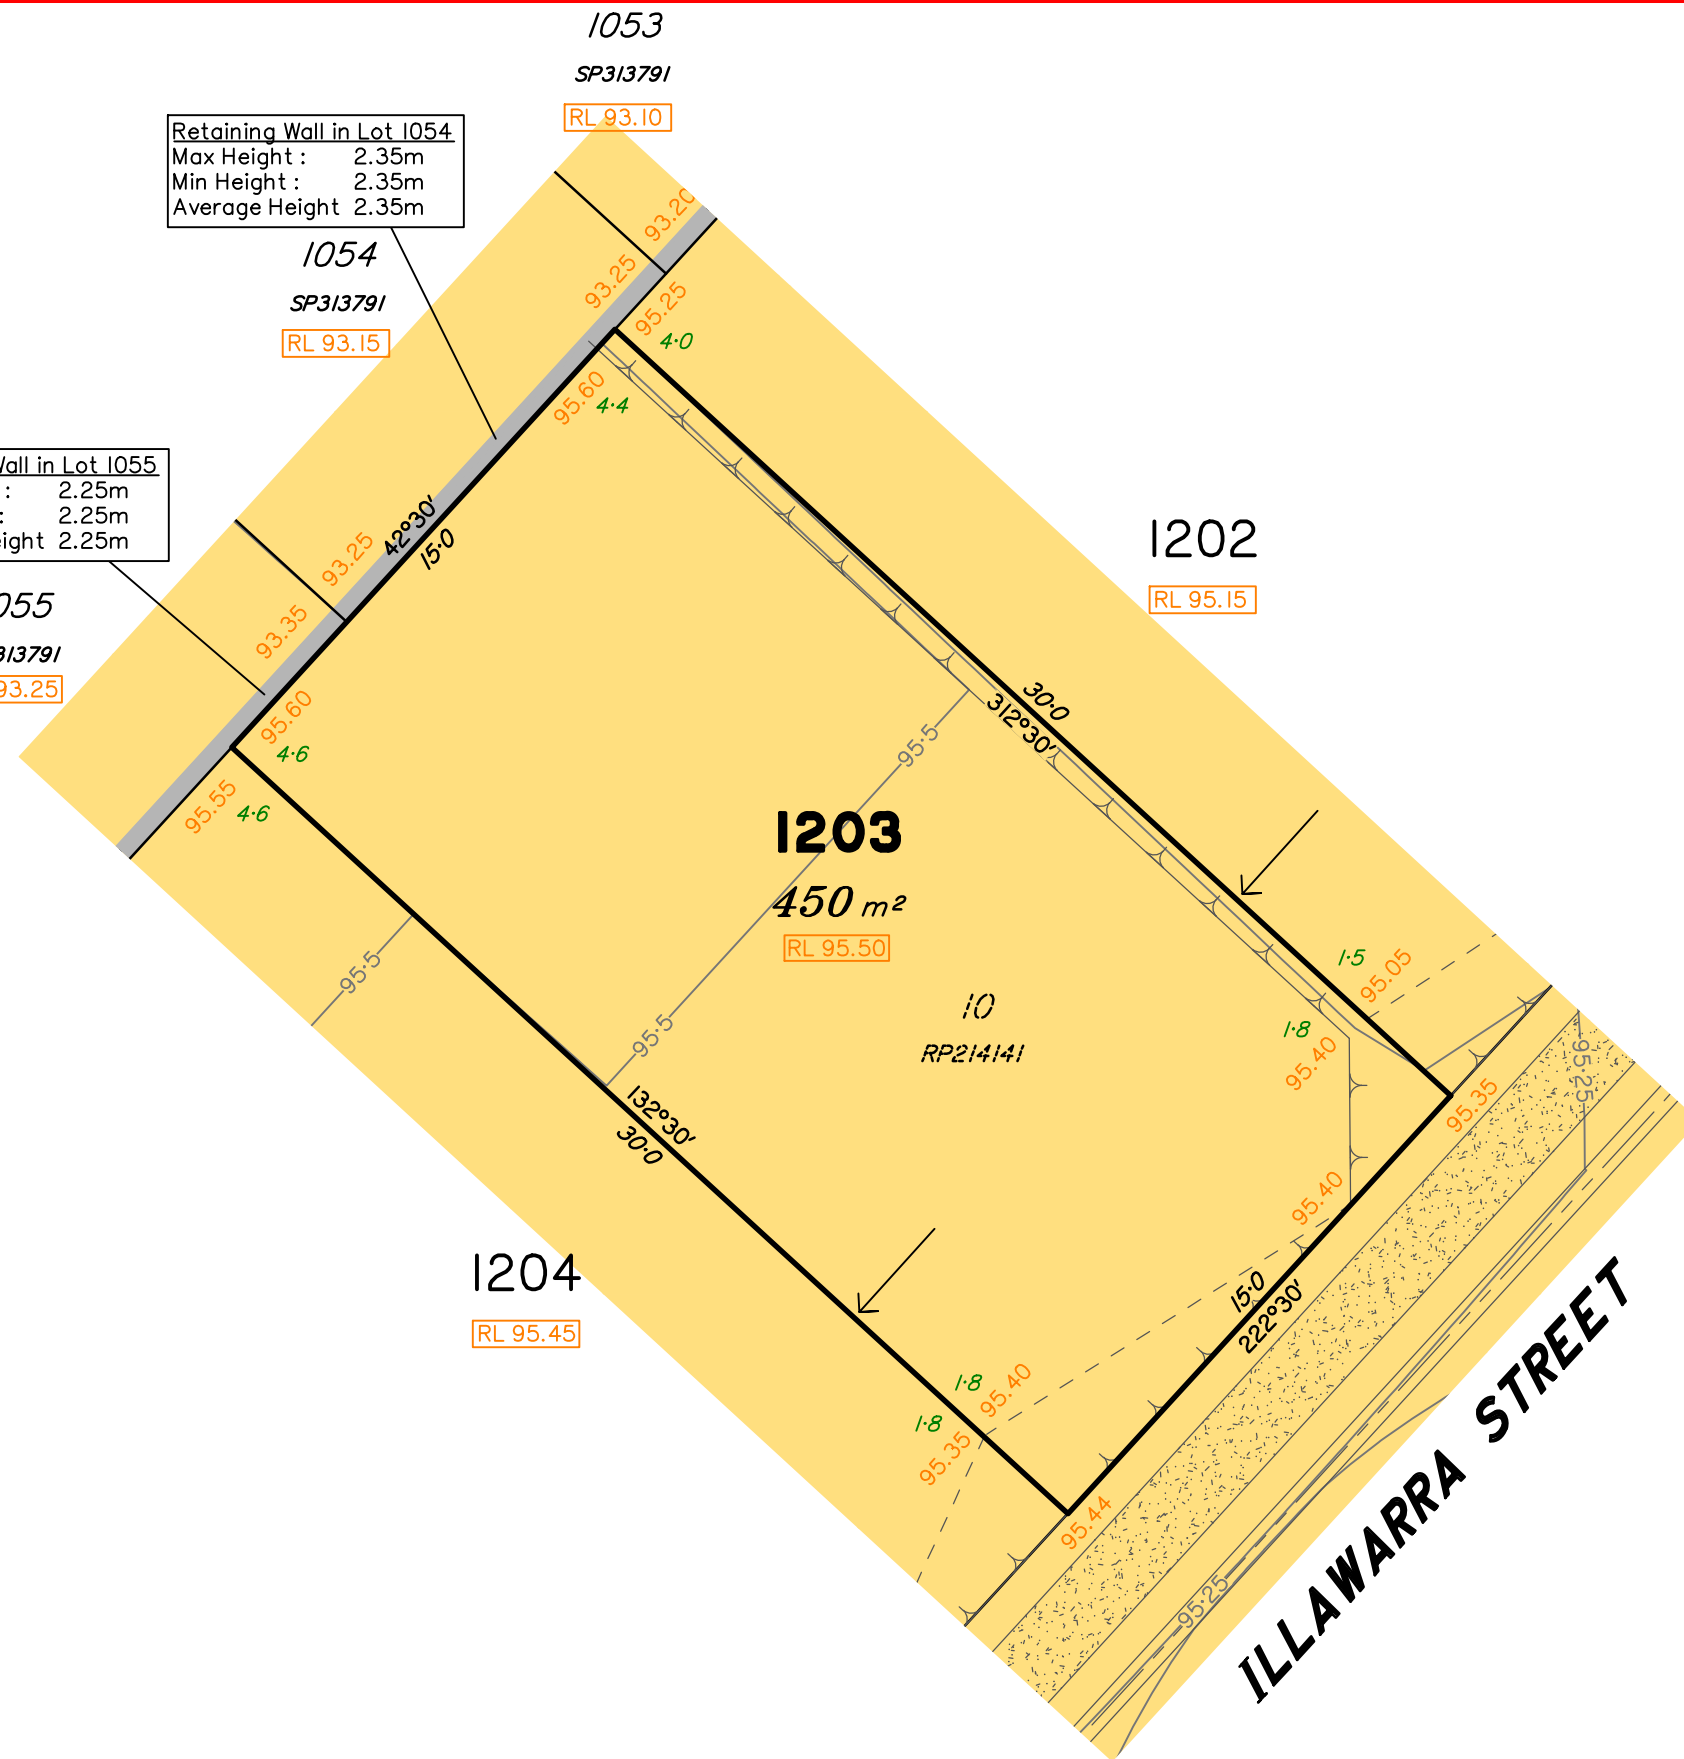 1053
SP313791
RL 93.10
Retaining Wall in Lot 1054
Max Height : 2.35m
Min Height : 2.35m
Average Height 2.35m
1054
SP313791
RL 93.15
93.20
93.25
95.25
4·0
95.60
4·4
Wall in Lot 1055
: 2.25m
: 2.25m
eight 2.25m
055
313791
93.25
42°30'
15·0
93.25
93.35
95.60
4·6
95.55
4·6
1202
RL 95.15
30·0
312°30'
95·5
1203
450 m²
RL 95.50
10
RP214141
95·5
95·5
132°30'
30·0
1204
RL 95.45
1·5
95.05
1·8
95.40
95.35
95·25
95.40
15·0
222°30'
1·8
95.40
1·8
95.35
95.44
95·25
ILLAWARRA STREET